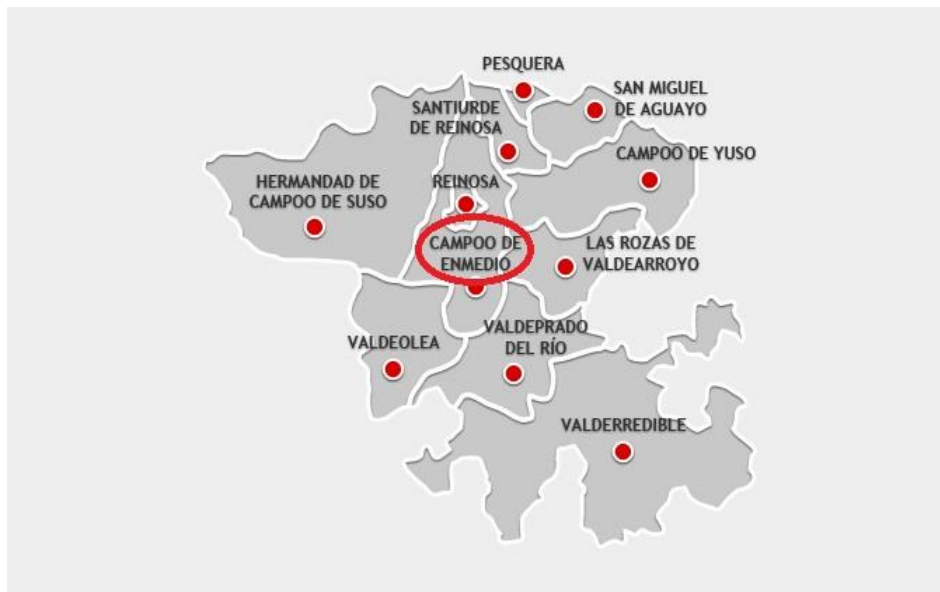 PESQUERA
SAN MIGUEL
DE AGUAYO
SANTIURDE
DE REINOSA
CAMPOO DE YUSO
HERMANDAD DE
CAMPOO DE SUSO
REINOSA
CAMPOO DE
ENMEDIO
LAS ROZAS DE
VALDEARROYO
VALDEOLEA
VALDEPRADO
DEL RÍO
VALDERREDIBLE